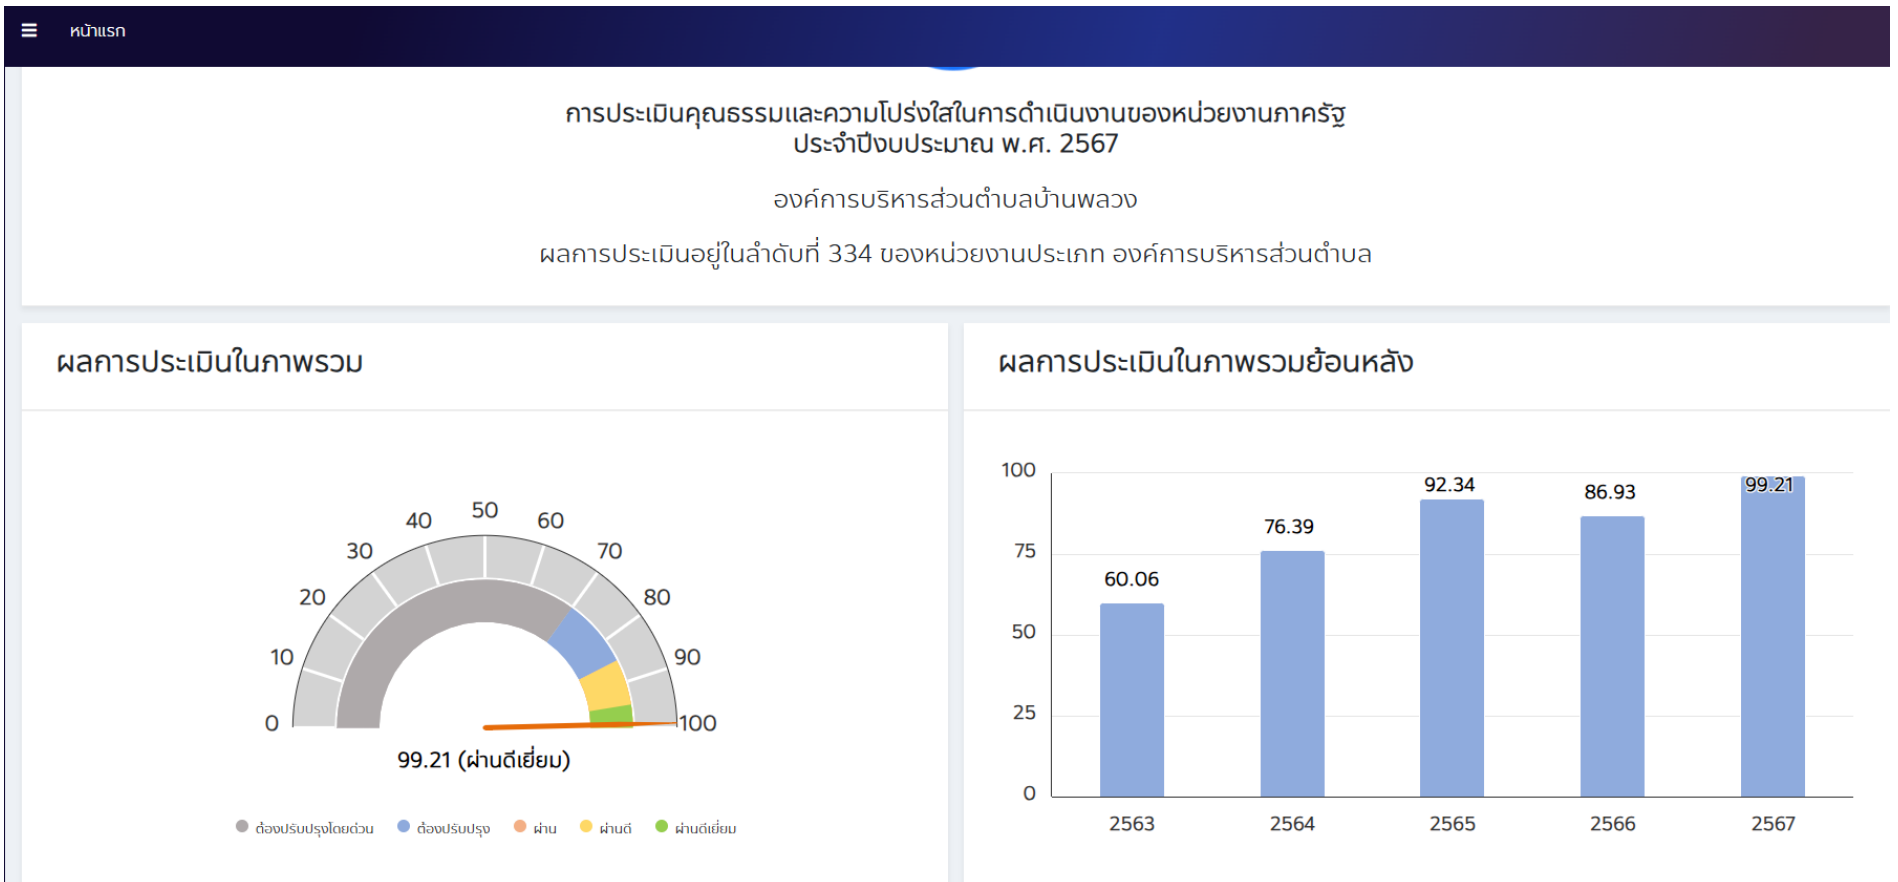 หน้าแรก
การประเมินคุณธรรมและความโปร่งใสในการดำเนินงานของหน่วยงานภาครัฐ
ประจำปีงบประมาณ พ.ศ. 2567
องค์การบริหารส่วนตำบลบ้านพลวง
ผลการประเมินอยู่ในลำดับที่ 334 ของหน่วยงานประเภท องค์การบริหารส่วนตำบล
ผลการประเมินในภาพรวม
0 10 20 30 40 50 60 70 80 90 100
99.21 (ผ่านดีเยี่ยม)
ต้องปรับปรุงโดยด่วน ต้องปรับปรุง ผ่าน ผ่านดี ผ่านดีเยี่ยม
ผลการประเมินในภาพรวมย้อนหลัง
100
75
50
25
0
60.06 76.39 92.34 86.93 99.21
2563 2564 2565 2566 2567